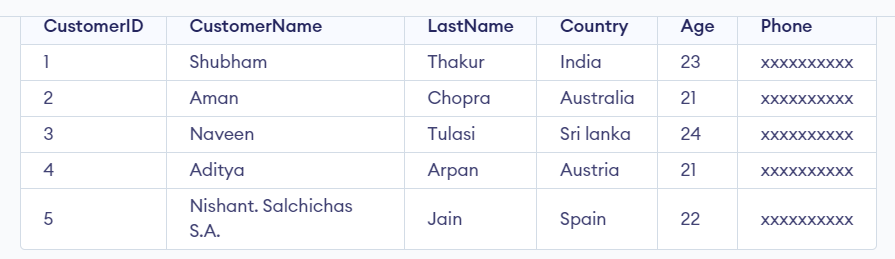 CustomerID CustomerName LastName Country Age Phone
1 Shubham Thakur India 23 xxxxxxxxxx
2 Aman Chopra Australia 21 xxxxxxxxxx
3 Naveen Tulasi Sri lanka 24 xxxxxxxxxx
4 Aditya Arpan Austria 21 xxxxxxxxxx
5 Nishant. Salchichas S.A. Jain Spain 22 xxxxxxxxxx